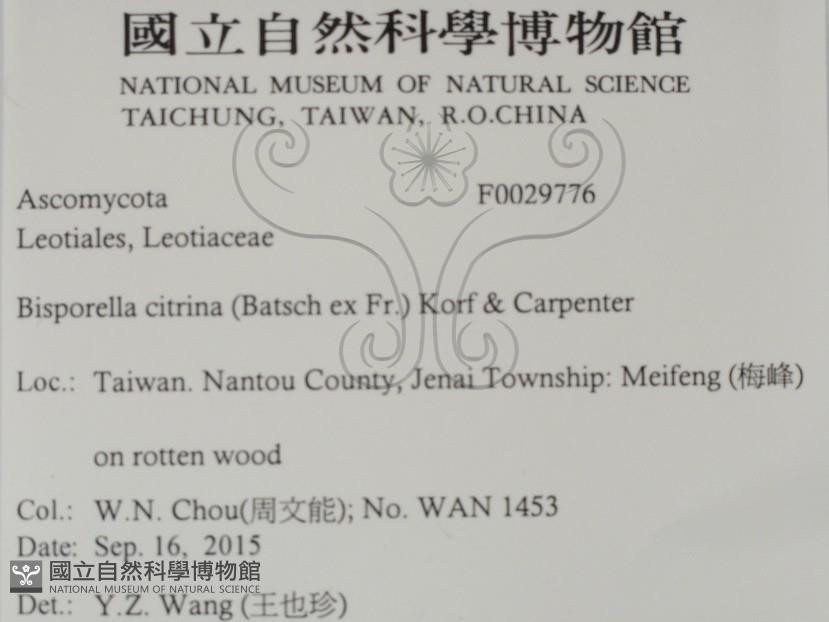 國立自然科學博物館
NATIONAL MUSEUM OF NATURAL SCIENCE
TAICHUNG, TAIWAN, R.O.CHINA
Ascomycota F0029776
Leotiales, Leotiaceae
Bisporella citrina (Batsch ex Fr.) Korf & Carpenter
Loc.: Taiwan. Nantou County, Jenai Township: Meifeng (梅峰)
on rotten wood
Col.: W.N. Chou(周文能); No. WAN 1453
Date: Sep. 16, 2015
國立自然科學博物館
NATIONAL MUSEUM OF NATURAL SCIENCE
Det.: Y.Z. Wang (王也珍)